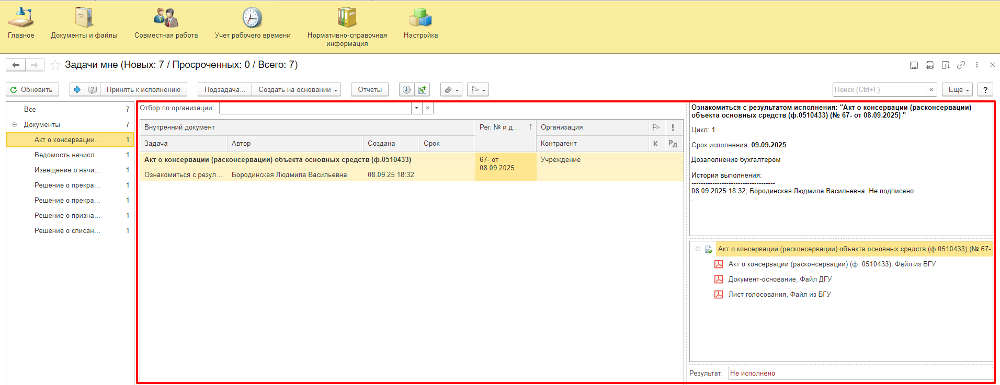 Главное
Документы и файлы
Совместная работа
Учет рабочего времени
Нормативно-справочная
информация
Настройка
Задачи мне (Новых: 7 / Просроченных: 0 / Всего: 7)
Обновить
Принять к исполнению
Подзадача...
Создать на основании
Отчеты
Поиск (Ctrl+F)
×
Еще
?
Все 7
Документы 7
Акт о консервации... 1
Ведомость начисл... 1
Извещение о начи... 1
Решение о прекра... 1
Решение о прекра... 1
Решение о призна... 1
Решение о списан... 1
Отбор по организации:
×
Внутренний документ
Рег. № и д... ↑
Организация
Задача
Автор
Создана
Срок
Контрагент
К
Рд
Акт о консервации (расконсервации) объекта основных средств (ф.0510433)
67- от
08.09.2025
Учреждение
Ознакомиться с резул...
Бородинская Людмила Васильевна
08.09.25 18:32
Ознакомиться с результатом исполнения: "Акт о консервации (расконсервации)
объекта основных средств (ф.0510433) (№ 67- от 08.09.2025) "
Цикл: 1
Срок исполнения: 09.09.2025
Дозаполнение бухгалтером
История выполнения:
------------------------------------
08.09.2025 18:32, Бородинская Людмила Васильевна. Не подписано:
.
Акт о консервации (расконсервации) объекта основных средств (ф.0510433) (№ 67-
Акт о консервации (расконсервации) (ф. 0510433), Файл из БГУ
Документ-основание, Файл ДГУ
Лист голосования, Файл из БГУ
Результат:
Не исполнено